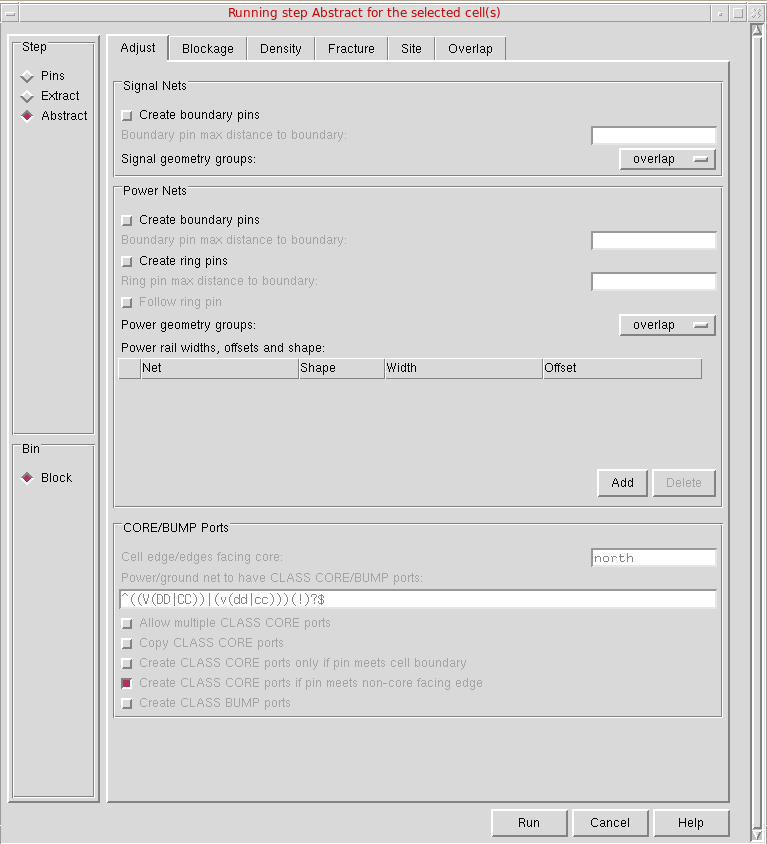 Running step Abstract for the selected cell(s)
Step
Pins
Extract
Abstract
Bin
Block
Adjust Blockage Density Fracture Site Overlap
Signal Nets
Create boundary pins
Boundary pin max distance to boundary:
Signal geometry groups: overlap
Power Nets
Create boundary pins
Boundary pin max distance to boundary:
Create ring pins
Ring pin max distance to boundary:
Follow ring pin
Power geometry groups: overlap
Power rail widths, offsets and shape:
Net Shape Width Offset
Add Delete
CORE/BUMP Ports
Cell edge/edges facing core: north
Power/ground net to have CLASS CORE/BUMP ports:
^((V(DD|CC))|(v(dd|cc)))(!)?$
Allow multiple CLASS CORE ports
Copy CLASS CORE ports
Create CLASS CORE ports only if pin meets cell boundary
Create CLASS CORE ports if pin meets non-core facing edge
Create CLASS BUMP ports
Run Cancel Help